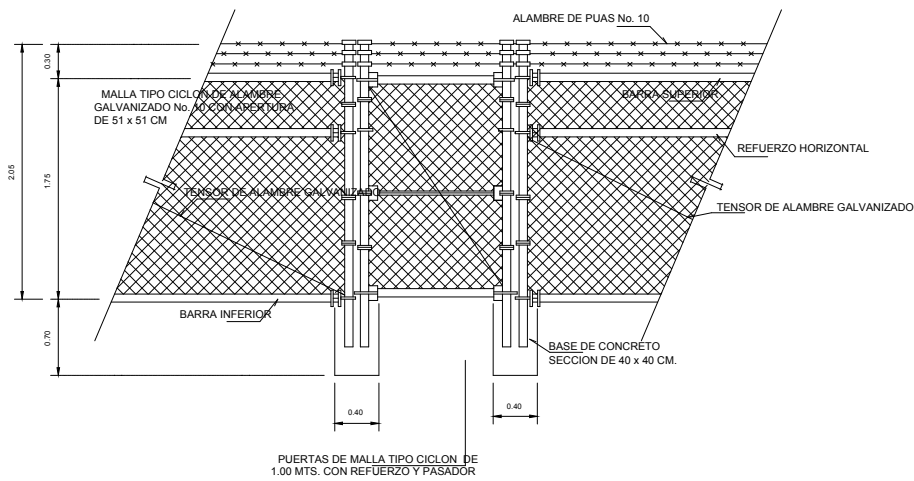 ALAMBRE DE PUAS No. 10
0.30
MALLA TIPO CICLON DE ALAMBRE
GALVANIZADO No. 10 CON APERTURA
DE 51 x 51 CM
BARRA SUPERIOR
REFUERZO HORIZONTAL
2.05
1.75
TENSOR DE ALAMBRE GALVANIZADO
TENSOR DE ALAMBRE GALVANIZADO
BARRA INFERIOR
0.70
BASE DE CONCRETO
SECCION DE 40 x 40 CM.
0.40
0.40
PUERTAS DE MALLA TIPO CICLON DE
1.00 MTS. CON REFUERZO Y PASADOR